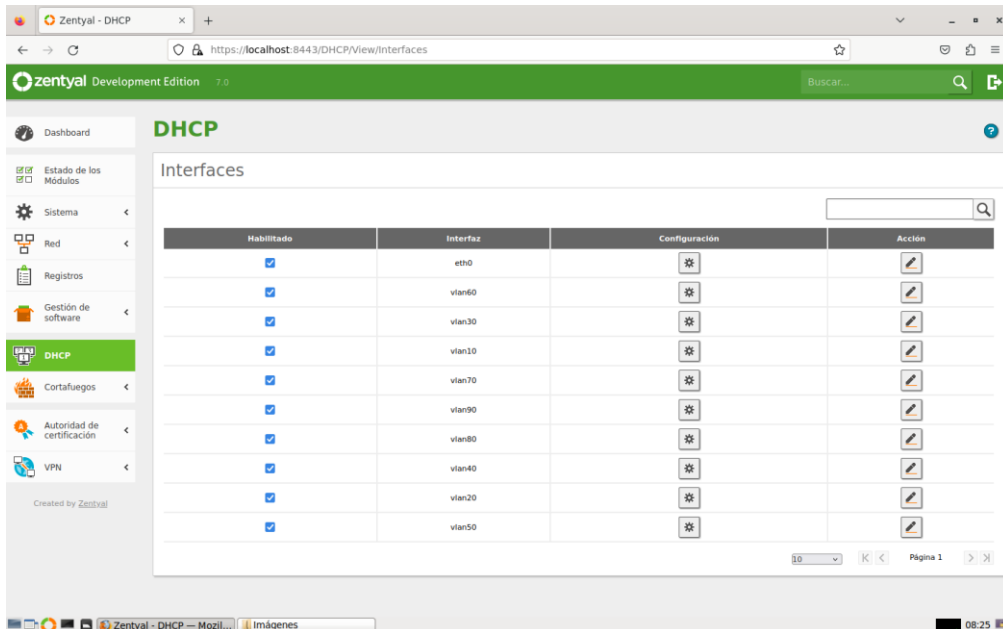 Zentyal - DHCP
https://localhost:8443/DHCP/View/Interfaces
zentyal Development Edition 7.0
Buscar...
Dashboard
Estado de los
Módulos
Sistema
Red
Registros
Gestión de
software
DHCP
Cortafuegos
Autoridad de
certificación
VPN
Created by Zentyal
DHCP
Interfaces
Habilitado Interfaz Configuración Acción
eth0
vlan60
vlan30
vlan10
vlan70
vlan90
vlan80
vlan40
vlan20
vlan50
10 Página 1
Zentyal - DHCP — Mozil... Imágenes 08:25